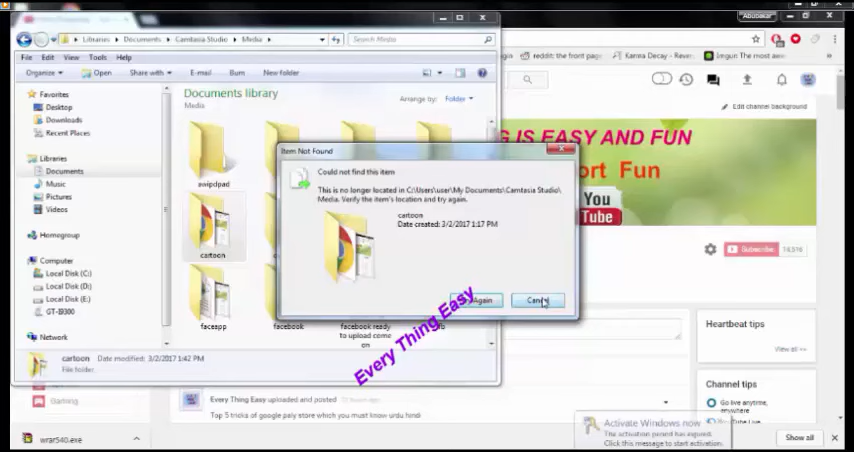 Abubakar
Libraries ▸ Documents ▸ Camtasia Studio ▸ Media ▸
Search Media
File Edit View Tools Help
Organize Open Share with E-mail Burn New folder
reddit: the front page
Karma Decay - Rever
Imgur: The most awe
Favorites
Desktop
Downloads
Recent Places
Libraries
Documents
Music
Pictures
Videos
Homegroup
Computer
Local Disk (C:)
Local Disk (D:)
Local Disk (E:)
GT-I9300
Network
Documents library
Media
Arrange by: Folder
awipdpad
cartoon
faceapp
facebook
facebook ready
to upload come
on
Item Not Found
Could not find this item
This is no longer located in C:\Users\user\My Documents\Camtasia Studio\
Media. Verify the item's location and try again.
cartoon
Date created: 3/2/2017 1:17 PM
Again
Cancel
Every Thing Easy
Edit channel background
IS EASY AND FUN
ort Fun
You
Tube
Subscribe
Heartbeat tips
View all >>
Channel tips
Go live anytime,
anywhere
cartoon Date modified: 3/2/2017 1:42 PM
File folder
Gaming
Every Thing Easy uploaded and posted
Top 5 tricks of google paly store which you must know urdu hindi
Activate Windows now
The activation period has expired.
Click this message to start activation.
wrar540.exe
Show all